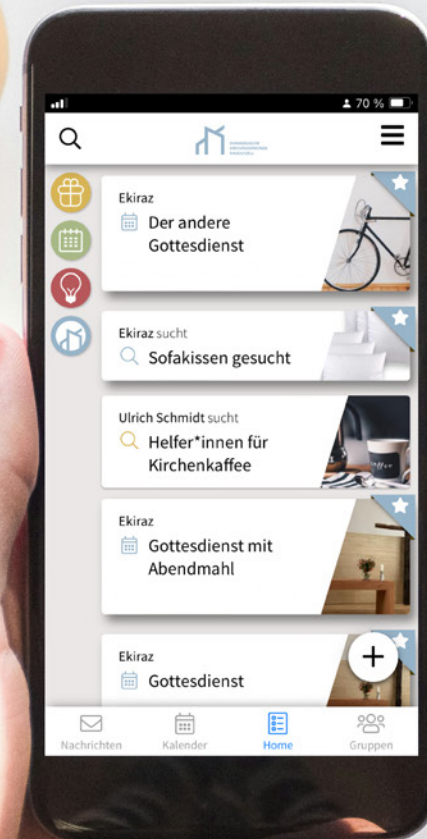 70 %
Ekiraz
Der andere
Gottesdienst
Ekiraz sucht
Sofakissen gesucht
Ulrich Schmidt sucht
Helfer*innen für
Kirchenkaffee
Ekiraz
Gottesdienst mit
Abendmahl
Ekiraz
Gottesdienst
Nachrichten
Kalender
Home
Gruppen